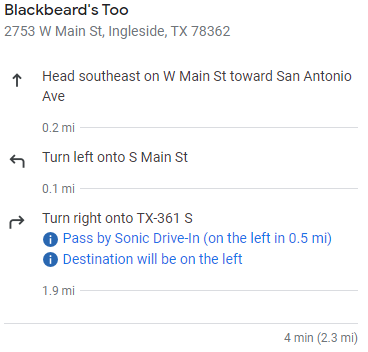 Blackbeard's Too
2753 W Main St, Ingleside, TX 78362
Head southeast on W Main St toward San Antonio
Ave
0.2 mi
Turn left onto S Main St
0.1 mi
Turn right onto TX-361 S
Pass by Sonic Drive-In (on the left in 0.5 mi)
Destination will be on the left
1.9 mi
4 min (2.3 mi)